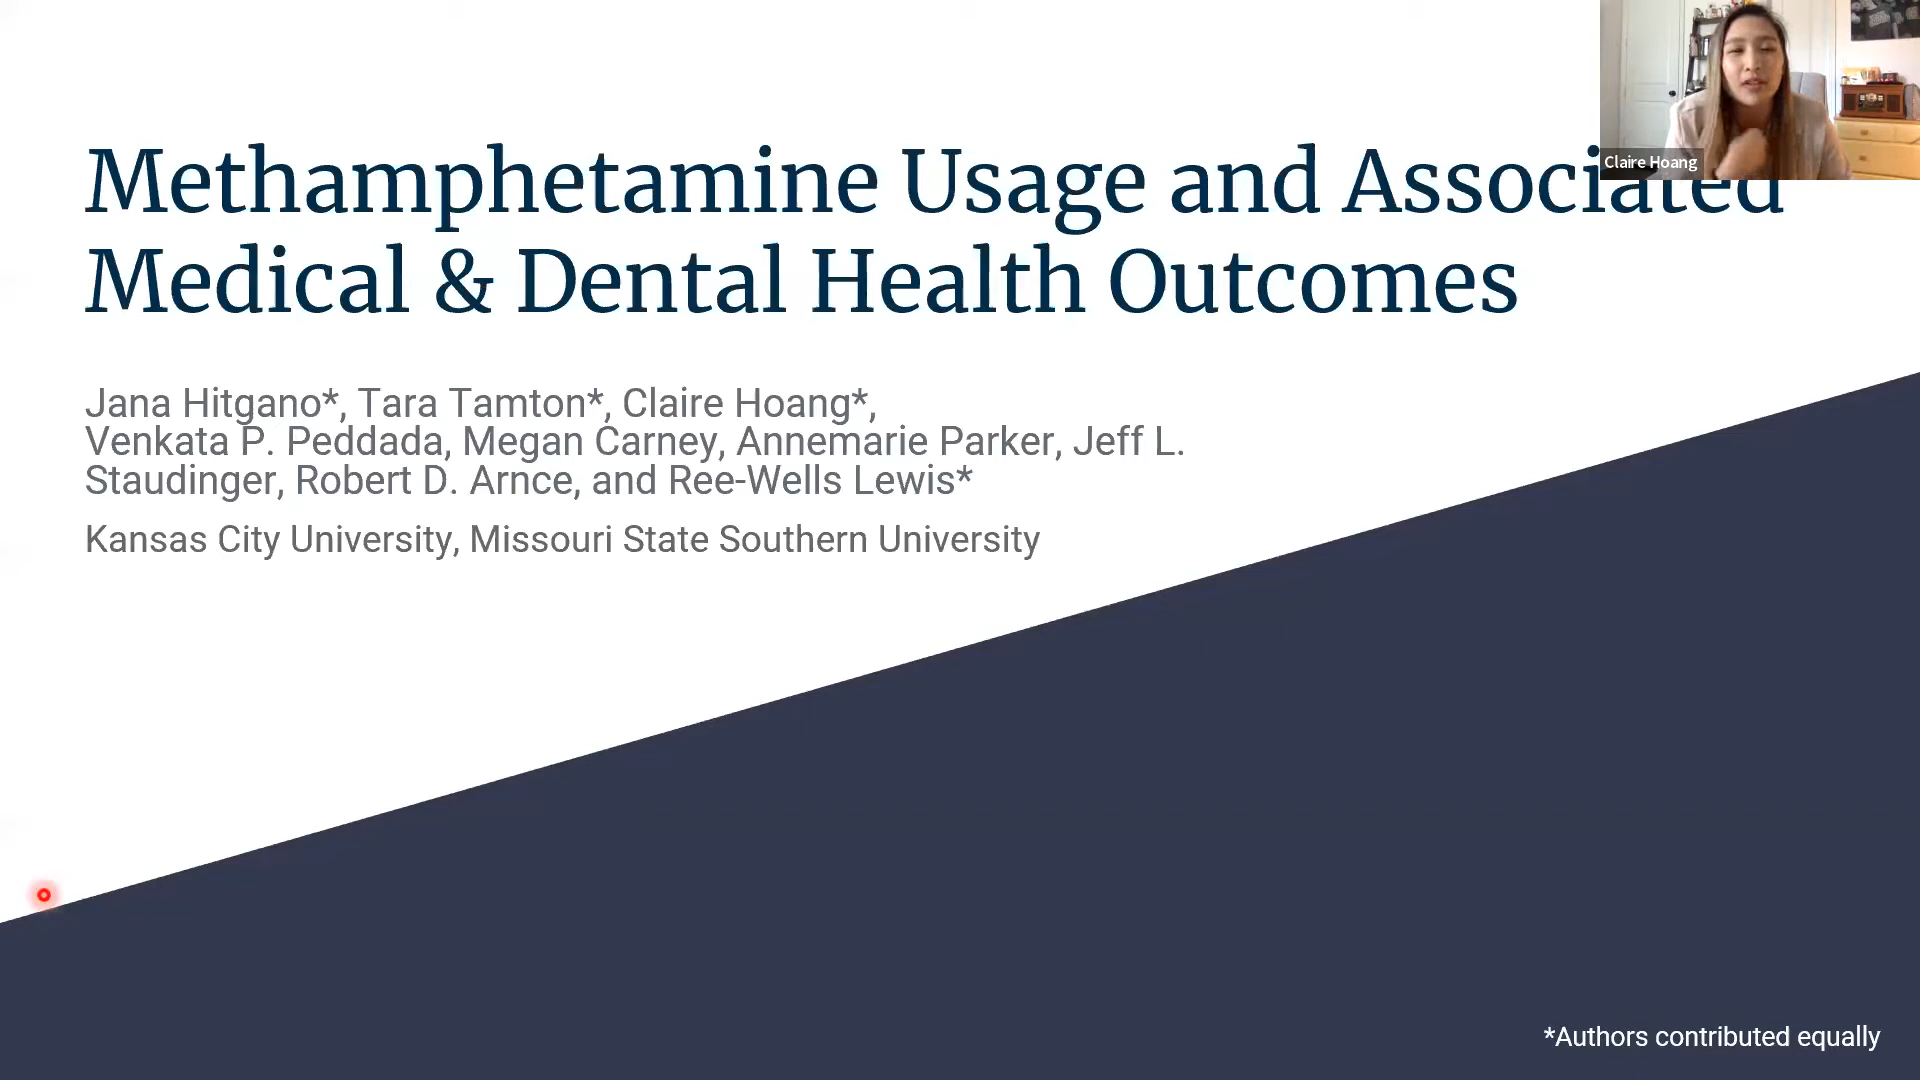 Methamphetamine Usage and Associated
Medical & Dental Health Outcomes
Claire Hoang
Jana Hitgano*, Tara Tamton*, Claire Hoang*,
Venkata P. Peddada, Megan Carney, Annemarie Parker, Jeff L.
Staudinger, Robert D. Arnce, and Ree-Wells Lewis*
Kansas City University, Missouri State Southern University
*Authors contributed equally